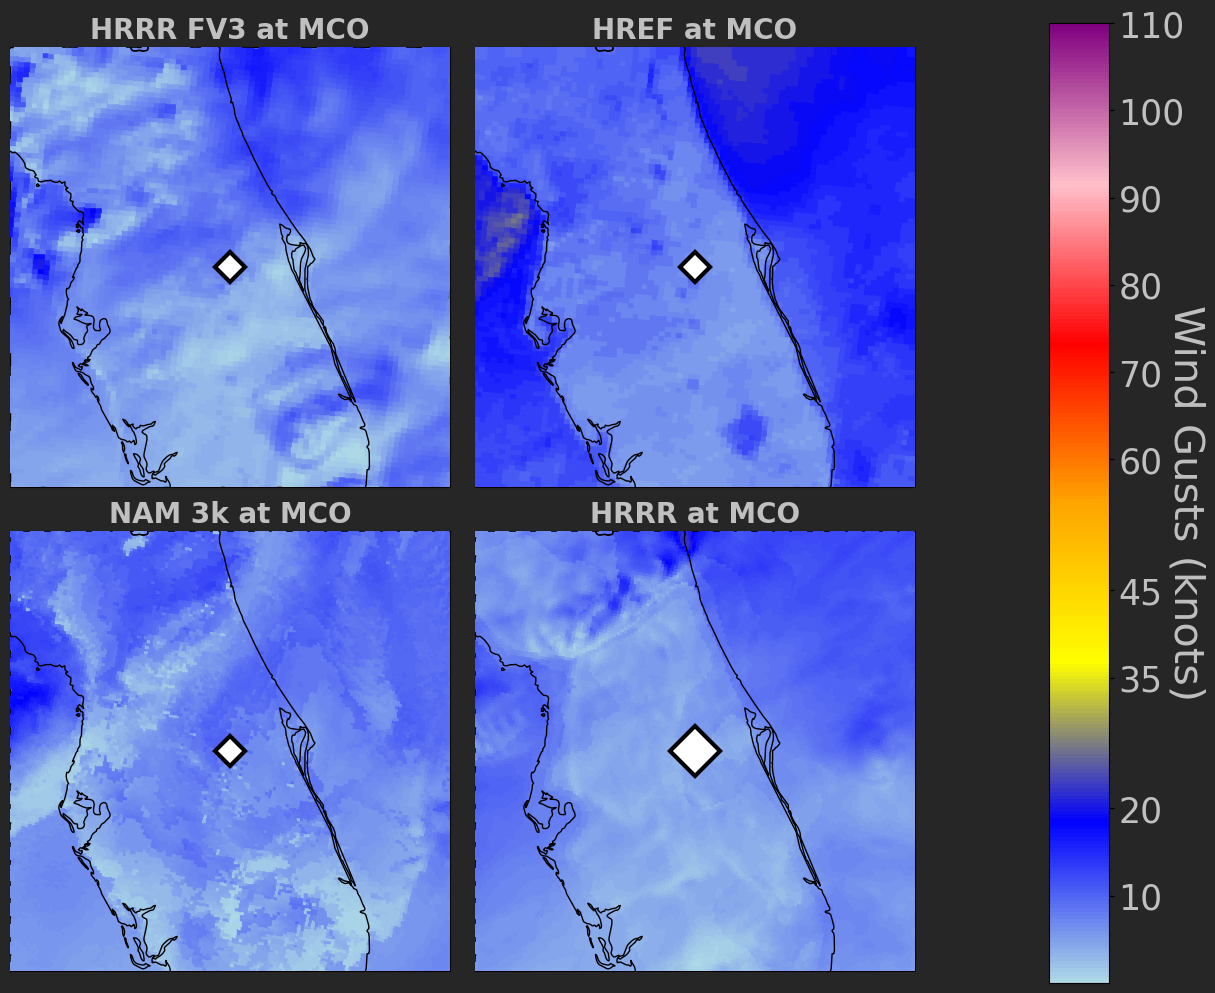 HRRR FV3 at MCO
HREF at MCO
NAM 3k at MCO
HRRR at MCO
110
100
90
80
70
60
45
35
20
10
Wind Gusts (knots)